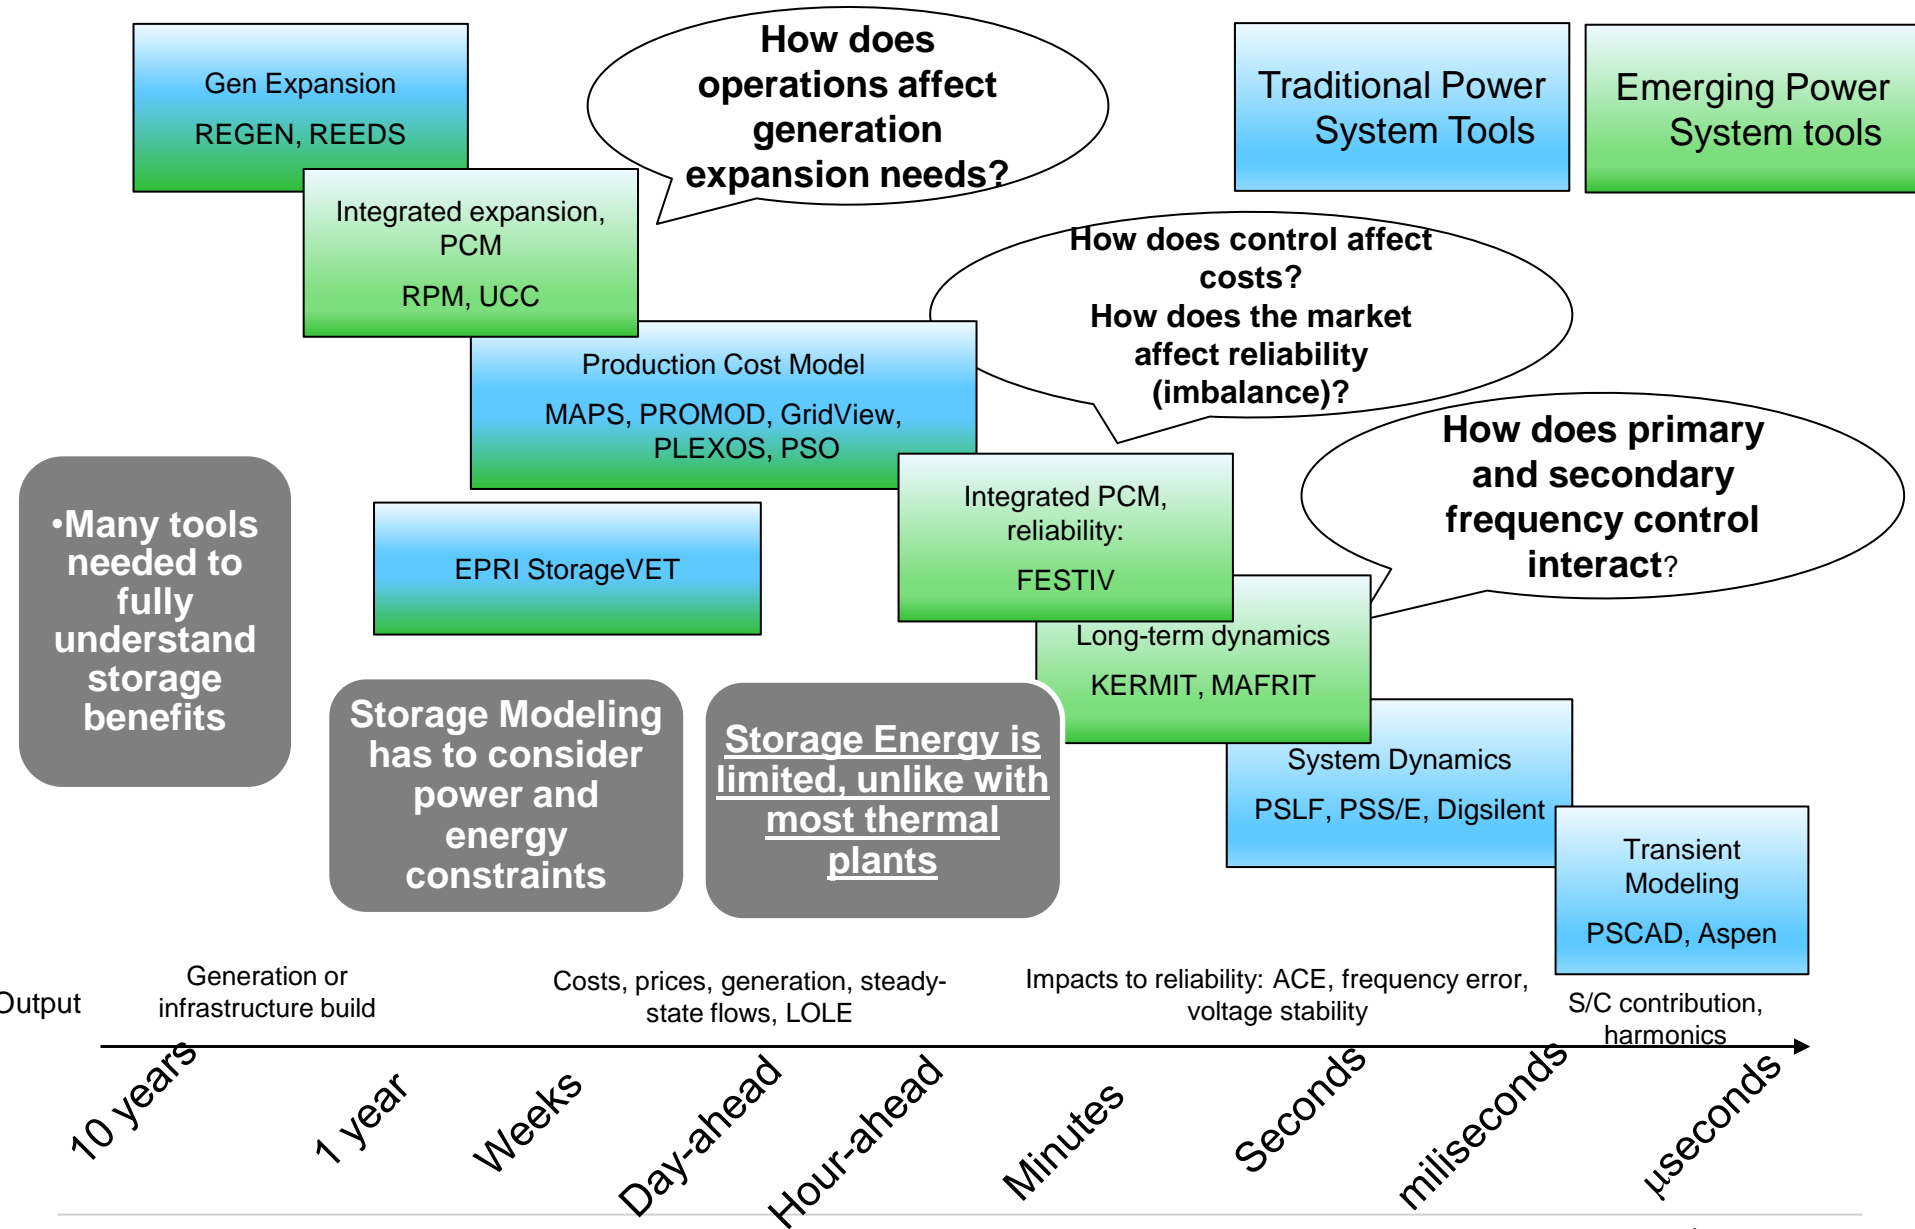 Gen Expansion
REGEN, REEDS
How does
operations affect
generation
expansion needs?
Traditional Power
System Tools
Emerging Power
System tools
Integrated expansion,
PCM
RPM, UCC
How does control affect
costs?
How does the market
affect reliability
(imbalance)?
Production Cost Model
MAPS, PROMOD, GridView,
PLEXOS, PSO
How does primary
and secondary
frequency control
interact?
Integrated PCM,
reliability:
FESTIV
•Many tools
needed to
fully
understand
storage
benefits
EPRI StorageVET
Long-term dynamics
KERMIT, MAFRIT
Storage Modeling
has to consider
power and
energy
constraints
Storage Energy is
limited, unlike with
most thermal
plants
System Dynamics
PSLF, PSS/E, Digsilent
Transient
Modeling
PSCAD, Aspen
Output
Generation or
infrastructure build
Costs, prices, generation, steady-
state flows, LOLE
Impacts to reliability: ACE, frequency error,
voltage stability
S/C contribution,
harmonics
10 years
1 year
Weeks
Day-ahead
Hour-ahead
Minutes
Seconds
miliseconds
μseconds